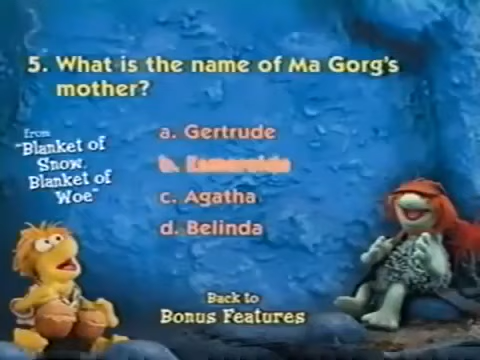 5. What is the name of Ma Gorg's
mother?
from
"Blanket of
Snow,
Blanket of
Woe"
a. Gertrude
b. Esmerelda
c. Agatha
d. Belinda
Back to
Bonus Features